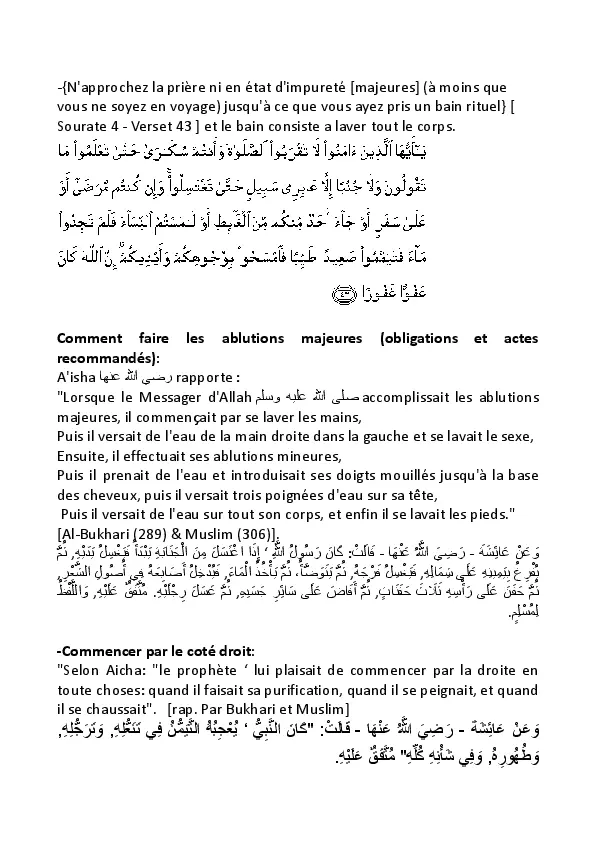 -{N'approchez la prière ni en état d'impureté [majeures] (à moins que
vous ne soyez en voyage) jusqu'à ce que vous ayez pris un bain rituel} [
Sourate 4 - Verset 43 ] et le bain consiste a laver tout le corps.
يَـٰٓأَيُّهَا ٱلَّذِينَ ءَامَنُوا۟ لَا تَقْرَبُوا۟ ٱلصَّلَوٰةَ وَأَنتُمْ سُكَـٰرَىٰ حَتَّىٰ تَعْلَمُوا۟ مَا
تَقُولُونَ وَلَا جُنُبًا إِلَّا عَابِرِى سَبِيلٍ حَتَّىٰ تَغْتَسِلُوا۟ ۚ وَإِن كُنتُم مَّرْضَىٰٓ أَوْ
عَلَىٰ سَفَرٍ أَوْ جَآءَ أَحَدٌ مِّنكُم مِّنَ ٱلْغَآئِطِ أَوْ لَـٰمَسْتُمُ ٱلنِّسَآءَ فَلَمْ تَجِدُوا۟
مَآءً فَتَيَمَّمُوا۟ صَعِيدًا طَيِّبًا فَٱمْسَحُوا۟ بِوُجُوهِكُمْ وَأَيْدِيكُمْ ۗ إِنَّ ٱللَّهَ كَانَ
عَفُوًّا غَفُورًا ٤٣
Comment faire les ablutions majeures (obligations et actes
recommandés):
A'isha رضي الله عنها rapporte :
"Lorsque le Messager d'Allah صلى الله عليه وسلم accomplissait les ablutions
majeures, il commençait par se laver les mains,
Puis il versait de l'eau de la main droite dans la gauche et se lavait le sexe,
Ensuite, il effectuait ses ablutions mineures,
Puis il prenait de l'eau et introduisait ses doigts mouillés jusqu'à la base
des cheveux, puis il versait trois poignées d'eau sur sa tête,
Puis il versait de l'eau sur tout son corps, et enfin il se lavait les pieds."
[Al-Bukhari (289) & Muslim (306)].
وَعَنْ عَائِشَةَ - رَضِيَ اللَّهُ عَنْهَا - قَالَتْ: كَانَ رَسُولُ اللَّهِ ‘ إِذَا اغْتَسَلَ مِنَ الْجَنَابَةِ يَبْدَأُ فَيَغْسِلُ يَدَيْهِ, ثُمَّ
يُفْرِغُ بِيَمِينِهِ عَلَى شِمَالِهِ, فَيَغْسِلُ فَرْجَهُ, ثُمَّ يَتَوَضَّأُ, ثُمَّ يَأْخُذُ الْمَاءَ, فَيُدْخِلُ أَصَابِعَهُ فِي أُصُولِ الشَّعْرِ,
ثُمَّ حَفَنَ عَلَى رَأْسِهِ ثَلَاثَ حَفَنَاتٍ, ثُمَّ أَفَاضَ عَلَى سَائِرِ جَسَدِهِ, ثُمَّ غَسَلَ رِجْلَيْهِ. مُتَّفَقٌ عَلَيْهِ, وَاللَّفْظُ
لِمُسْلِمٍ.
-Commencer par le coté droit:
"Selon Aicha: "le prophète ‘ lui plaisait de commencer par la droite en
toute choses: quand il faisait sa purification, quand il se peignait, et quand
il se chaussait". [rap. Par Bukhari et Muslim]
وَعَنْ عَائِشَةَ - رَضِيَ اللَّهُ عَنْهَا - قَالَتْ: "كَانَ النَّبِيُّ ‘ يُعْجِبُهُ التَّيَمُّنُ فِي تَنَعُّلِهِ, وَتَرَجُّلِهِ,
وَطُهُورِهِ, وَفِي شَأْنِهِ كُلِّهِ" مُتَّفَقٌ عَلَيْهِ.